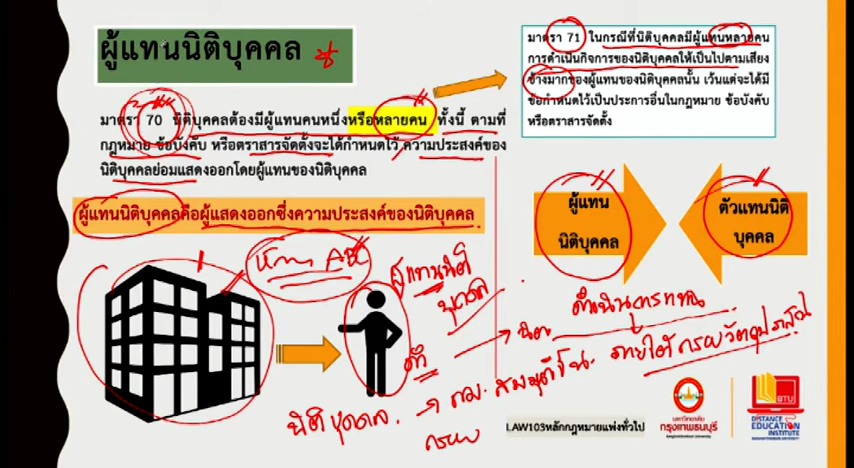 ผู้แทนนิติบุคคล
มาตรา 70 นิติบุคคลต้องมีผู้แทนคนหนึ่งหรือหลายคน ทั้งนี้ ตามที่
กฎหมาย ข้อบังคับ หรือตราสารจัดตั้งจะได้กำหนดไว้ ความประสงค์ของ
นิติบุคคลย่อมแสดงออกโดยผู้แทนของนิติบุคคล
ผู้แทนนิติบุคคลคือผู้แสดงออกซึ่งความประสงค์ของนิติบุคคล
มาตรา 71 ในกรณีที่นิติบุคคลมีผู้แทนหลายคน
การดำเนินกิจการของนิติบุคคลให้เป็นไปตามเสียง
ข้างมากของผู้แทนของนิติบุคคลนั้น เว้นแต่จะได้มี
ข้อกำหนดไว้เป็นประการอื่นในกฎหมาย ข้อบังคับ
หรือตราสารจัดตั้ง
ผู้แทน
นิติบุคคล
ตัวแทนนิติ
บุคคล
ABC
ผู้แทนนิติ
บุคคล
ดำเนินการแทน
ภายใต้กรอบวัตถุประสงค์
นิติบุคคล
กม. สมมุติขึ้น
มหาวิทยาลัย
กรุงเทพธนบุรี
Bangkokthonburi University
BTU
DISTANCE
EDUCATION
INSTITUTE
BANGKOKTHONBURI UNIVERSITY
LAW103หลักกฎหมายแพ่งทั่วไป